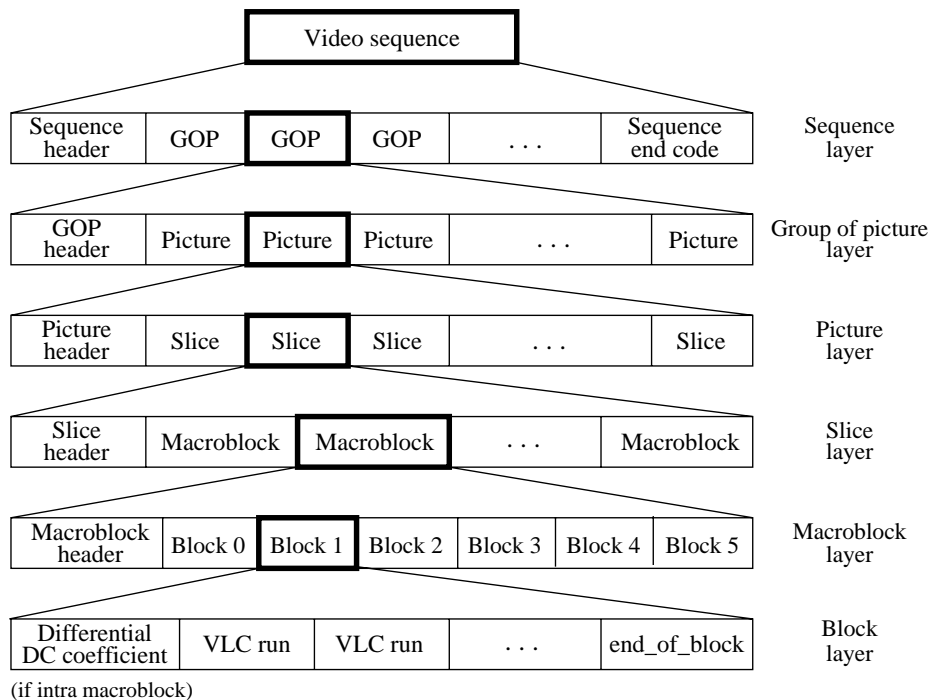 Video sequence
Sequence header GOP GOP GOP . . . Sequence end code Sequence layer
GOP header Picture Picture Picture . . . Picture Group of picture layer
Picture header Slice Slice Slice . . . Slice Picture layer
Slice header Macroblock Macroblock . . . Macroblock Slice layer
Macroblock header Block 0 Block 1 Block 2 Block 3 Block 4 Block 5 Macroblock layer
Differential DC coefficient VLC run VLC run . . . end_of_block Block layer
(if intra macroblock)